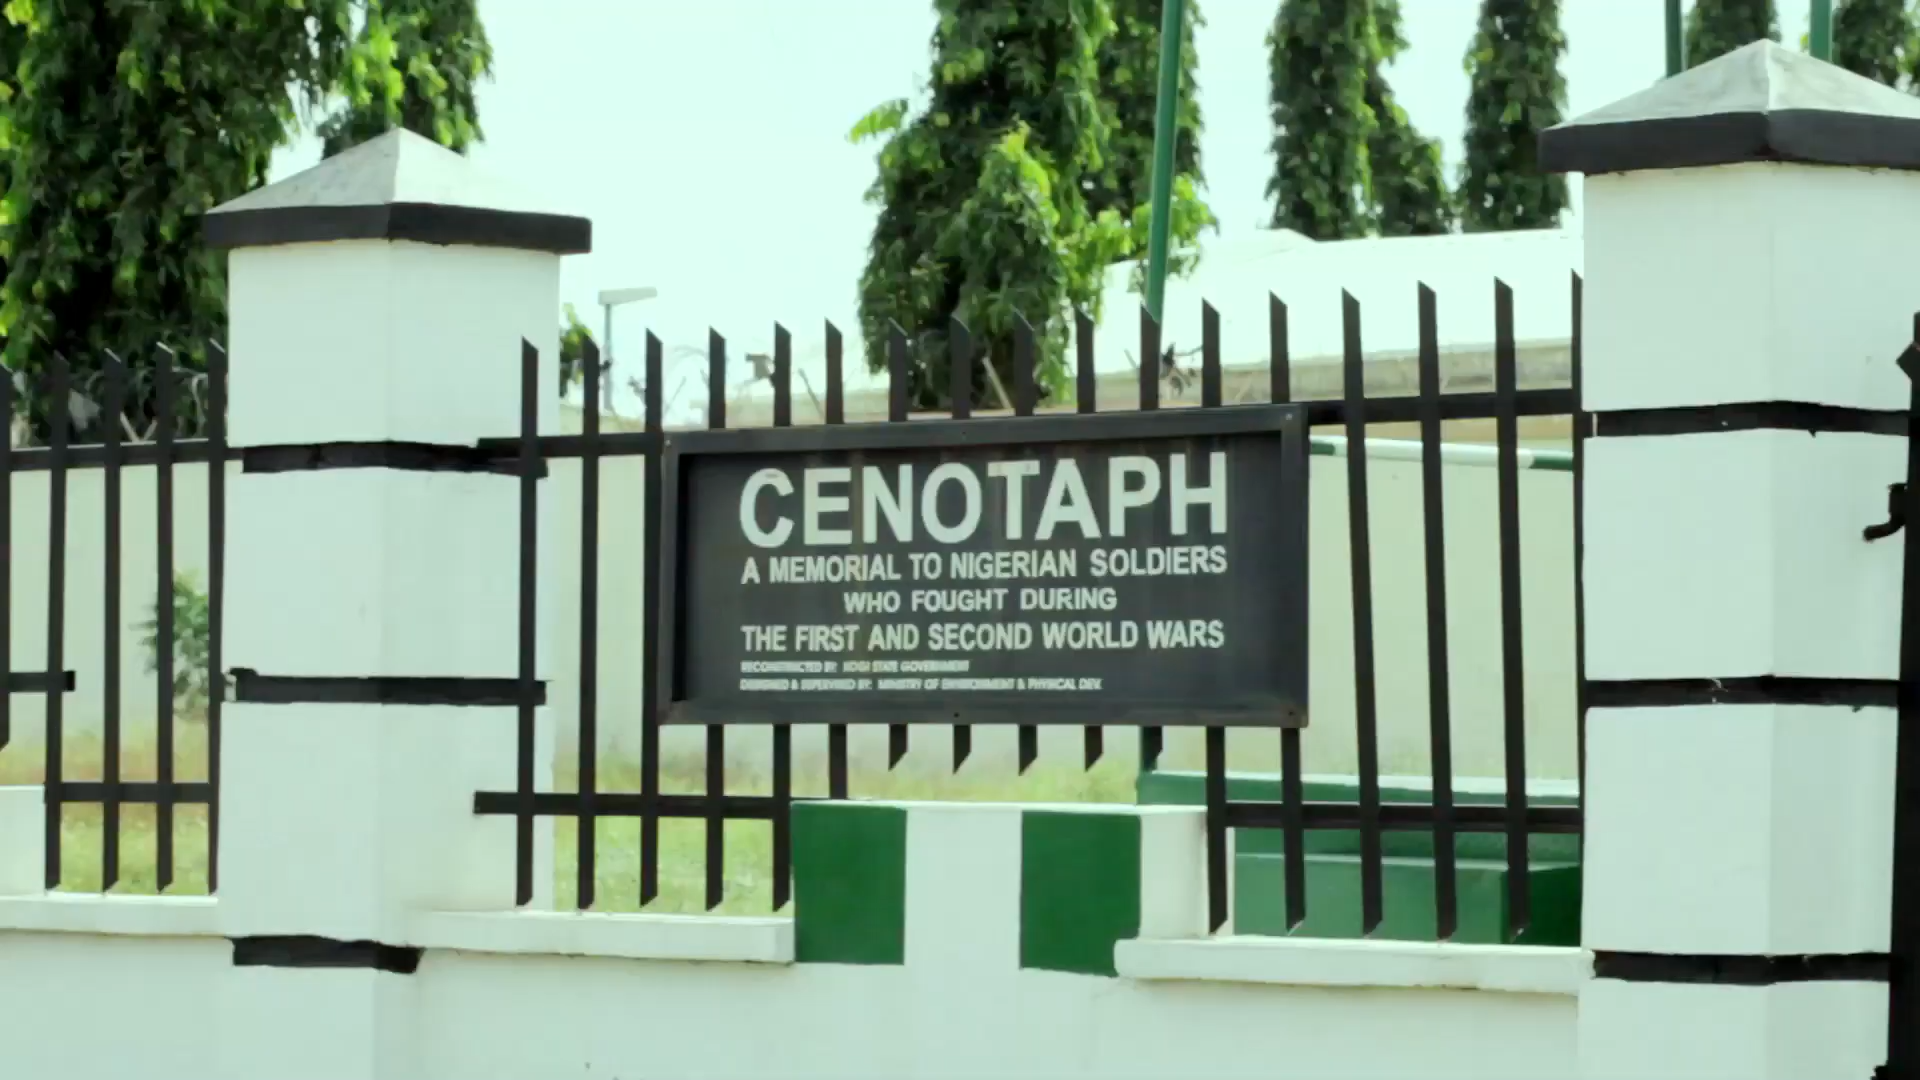 CENOTAPH
A MEMORIAL TO NIGERIAN SOLDIERS
WHO FOUGHT DURING
THE FIRST AND SECOND WORLD WARS
RECONSTRUCTED BY: KOGI STATE GOVERNMENT
DESIGNED & SUPERVISED BY: MINISTRY OF ENVIRONMENT & PHYSICAL DEV.